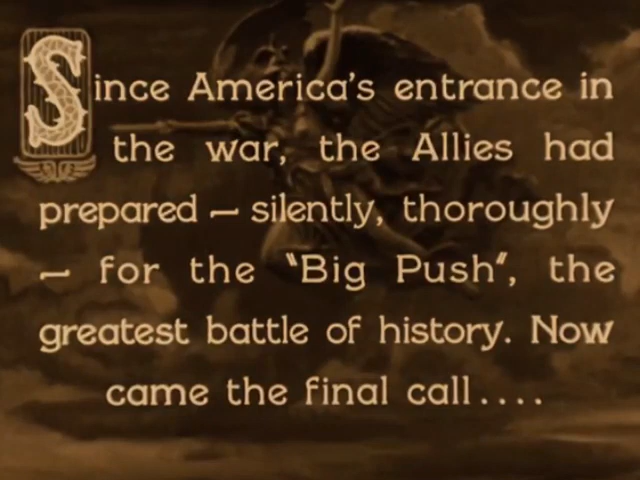 Since America's entrance in
the war, the Allies had
prepared — silently, thoroughly
— for the "Big Push", the
greatest battle of history. Now
came the final call....